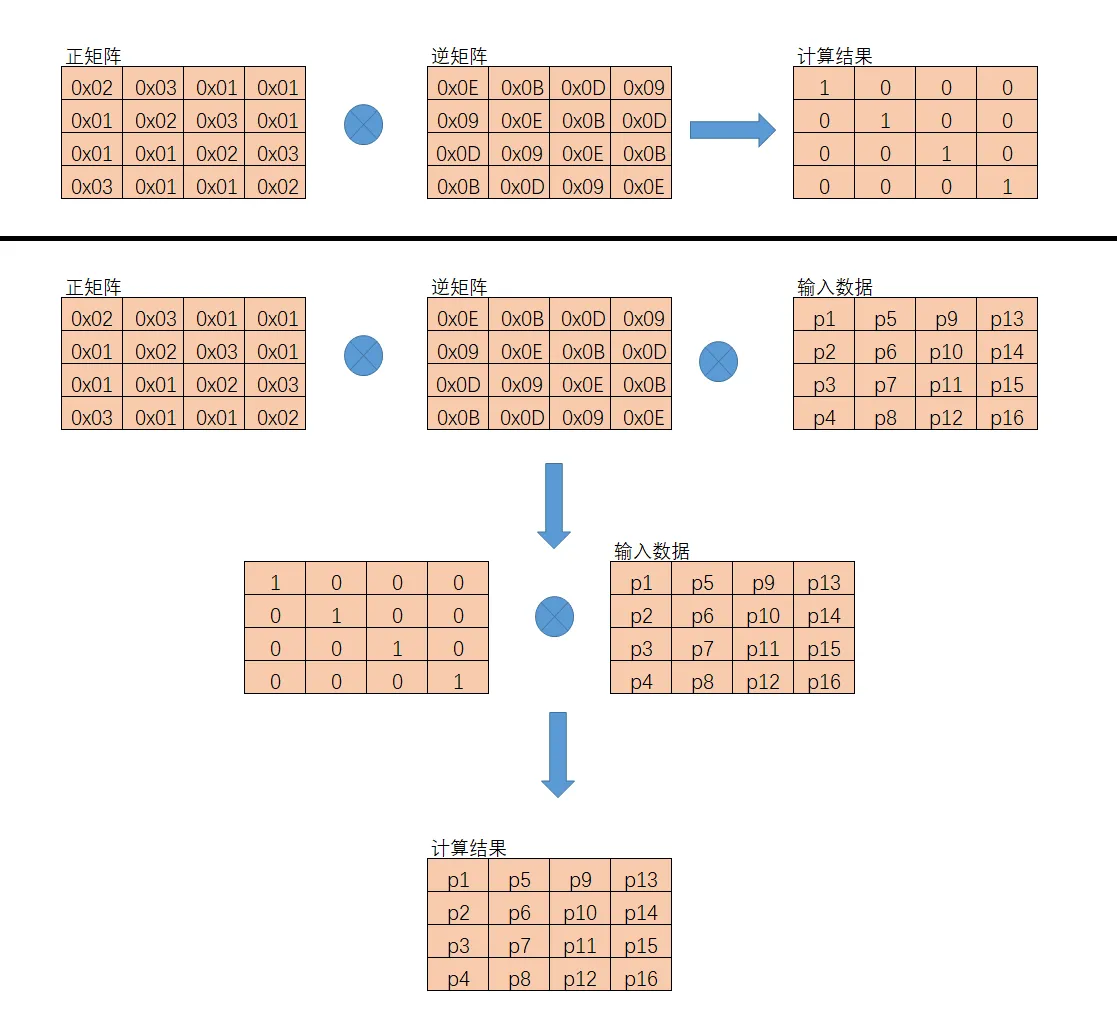 正矩阵 逆矩阵 计算结果
0x02 0x03 0x01 0x01 0x0E 0x0B 0x0D 0x09 1 0 0 0
0x01 0x02 0x03 0x01 0x09 0x0E 0x0B 0x0D 0 1 0 0
0x01 0x01 0x02 0x03 0x0D 0x09 0x0E 0x0B 0 0 1 0
0x03 0x01 0x01 0x02 0x0B 0x0D 0x09 0x0E 0 0 0 1
正矩阵 逆矩阵 输入数据
0x02 0x03 0x01 0x01 0x0E 0x0B 0x0D 0x09 p1 p5 p9 p13
0x01 0x02 0x03 0x01 0x09 0x0E 0x0B 0x0D p2 p6 p10 p14
0x01 0x01 0x02 0x03 0x0D 0x09 0x0E 0x0B p3 p7 p11 p15
0x03 0x01 0x01 0x02 0x0B 0x0D 0x09 0x0E p4 p8 p12 p16
输入数据
1 0 0 0 p1 p5 p9 p13
0 1 0 0 p2 p6 p10 p14
0 0 1 0 p3 p7 p11 p15
0 0 0 1 p4 p8 p12 p16
计算结果
p1 p5 p9 p13
p2 p6 p10 p14
p3 p7 p11 p15
p4 p8 p12 p16